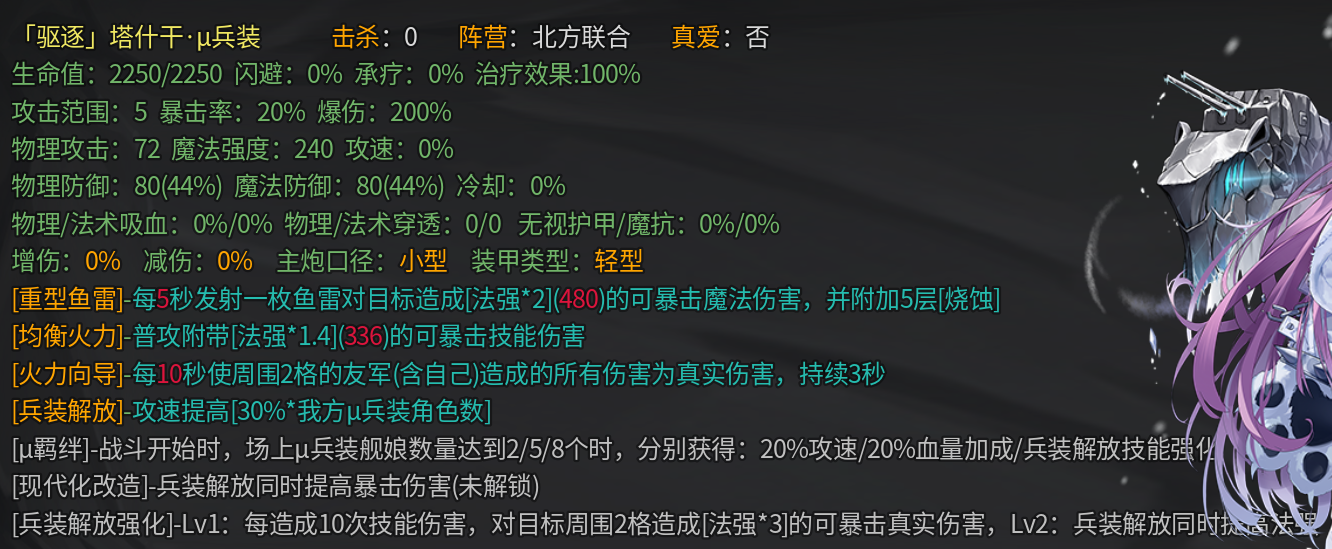 「驱逐」塔什干·μ兵装 击杀：0 阵营：北方联合 真爱：否
生命值：2250/2250 闪避：0% 承疗：0% 治疗效果:100%
攻击范围：5 暴击率：20% 爆伤：200%
物理攻击：72 魔法强度：240 攻速：0%
物理防御：80(44%) 魔法防御：80(44%) 冷却：0%
物理/法术吸血：0%/0% 物理/法术穿透：0/0 无视护甲/魔抗：0%/0%
增伤：0% 减伤：0% 主炮口径：小型 装甲类型：轻型
[重型鱼雷]-每5秒发射一枚鱼雷对目标造成[法强*2](480)的可暴击魔法伤害，并附加5层[烧蚀]
[均衡火力]-普攻附带[法强*1.4](336)的可暴击技能伤害
[火力向导]-每10秒使周围2格的友军(含自己)造成的所有伤害为真实伤害，持续3秒
[兵装解放]-攻速提高[30%*我方μ兵装角色数]
[μ羁绊]-战斗开始时，场上μ兵装舰娘数量达到2/5/8个时，分别获得：20%攻速/20%血量加成/兵装解放技能强化
[现代化改造]-兵装解放同时提高暴击伤害(未解锁)
[兵装解放强化]-Lv1：每造成10次技能伤害，对目标周围2格造成[法强*3]的可暴击真实伤害，Lv2：兵装解放同时提高法强